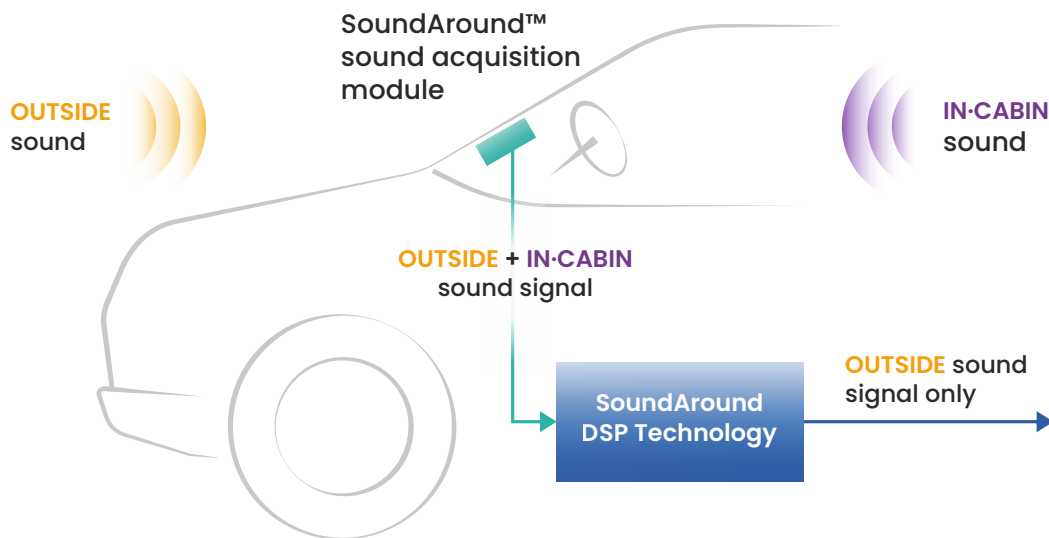 SoundAround™
sound acquisition
module
OUTSIDE
sound
IN·CABIN
sound
OUTSIDE + IN·CABIN
sound signal
SoundAround
DSP Technology
OUTSIDE sound
signal only